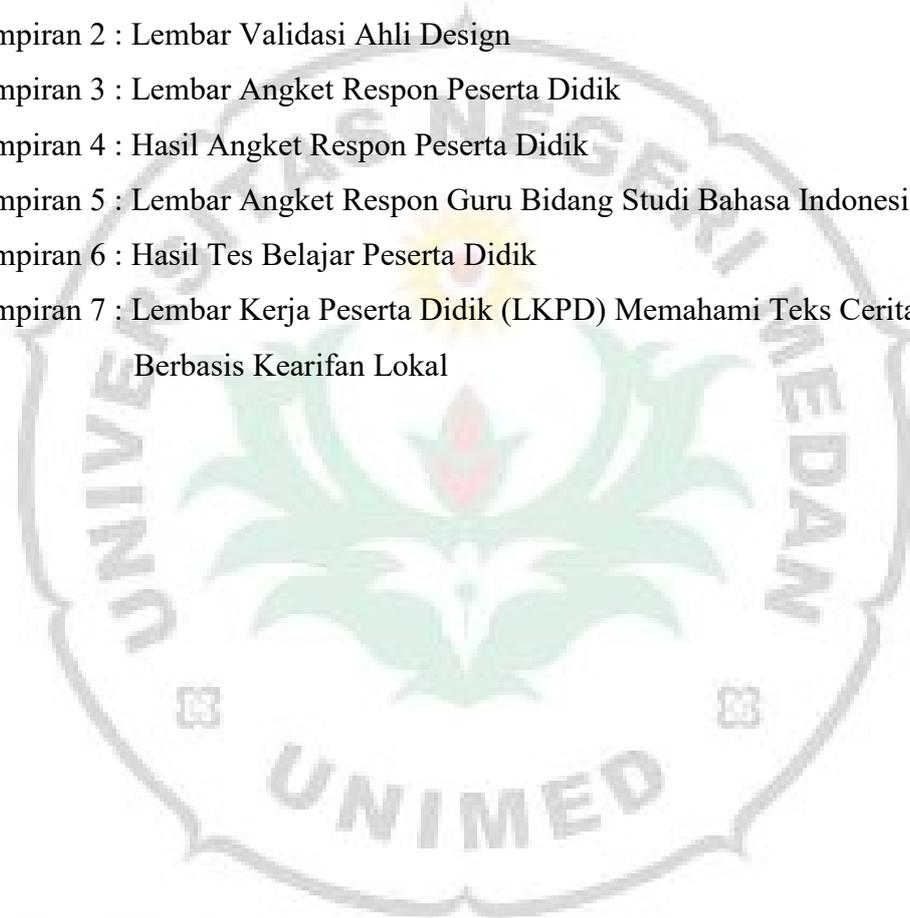 mpiran 2 : Lembar Validasi Ahli Design
mpiran 3 : Lembar Angket Respon Peserta Didik
mpiran 4 : Hasil Angket Respon Peserta Didik
mpiran 5 : Lembar Angket Respon Guru Bidang Studi Bahasa Indonesi
mpiran 6 : Hasil Tes Belajar Peserta Didik
mpiran 7 : Lembar Kerja Peserta Didik (LKPD) Memahami Teks Cerita
Berbasis Kearifan Lokal
UNIVERSITAS NEGERI MEDAN
UNIMED